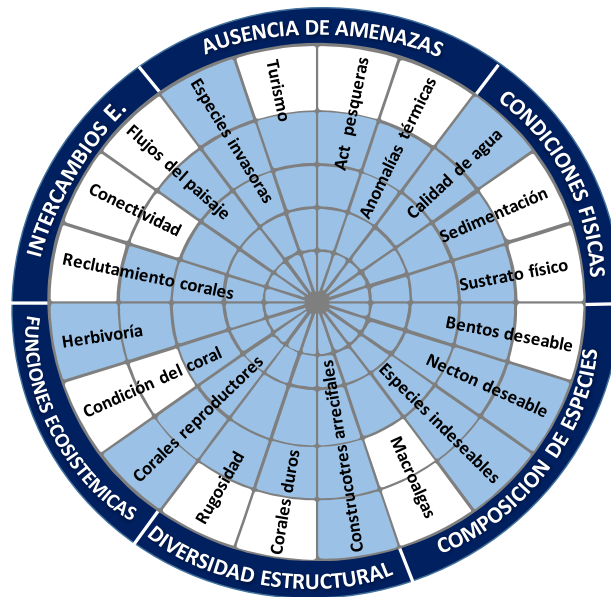 AUSENCIA DE AMENAZAS
Especies invasoras
Turismo
Act pesqueras
Anomalías térmicas
CONDICIONES FISICAS
Calidad de agua
Sedimentación
Sustrato físico
COMPOSICION DE ESPECIES
Bentos deseable
Necton deseable
Especies indeseables
Macroalgas
DIVERSIDAD ESTRUCTURAL
Construcotres arrecifales
Corales duros
Rugosidad
FUNCIONES ECOSISTEMICAS
Corales reproductores
Condición del coral
Herbivoría
INTERCAMBIOS E.
Reclutamiento corales
Conectividad
Flujos del paisaje